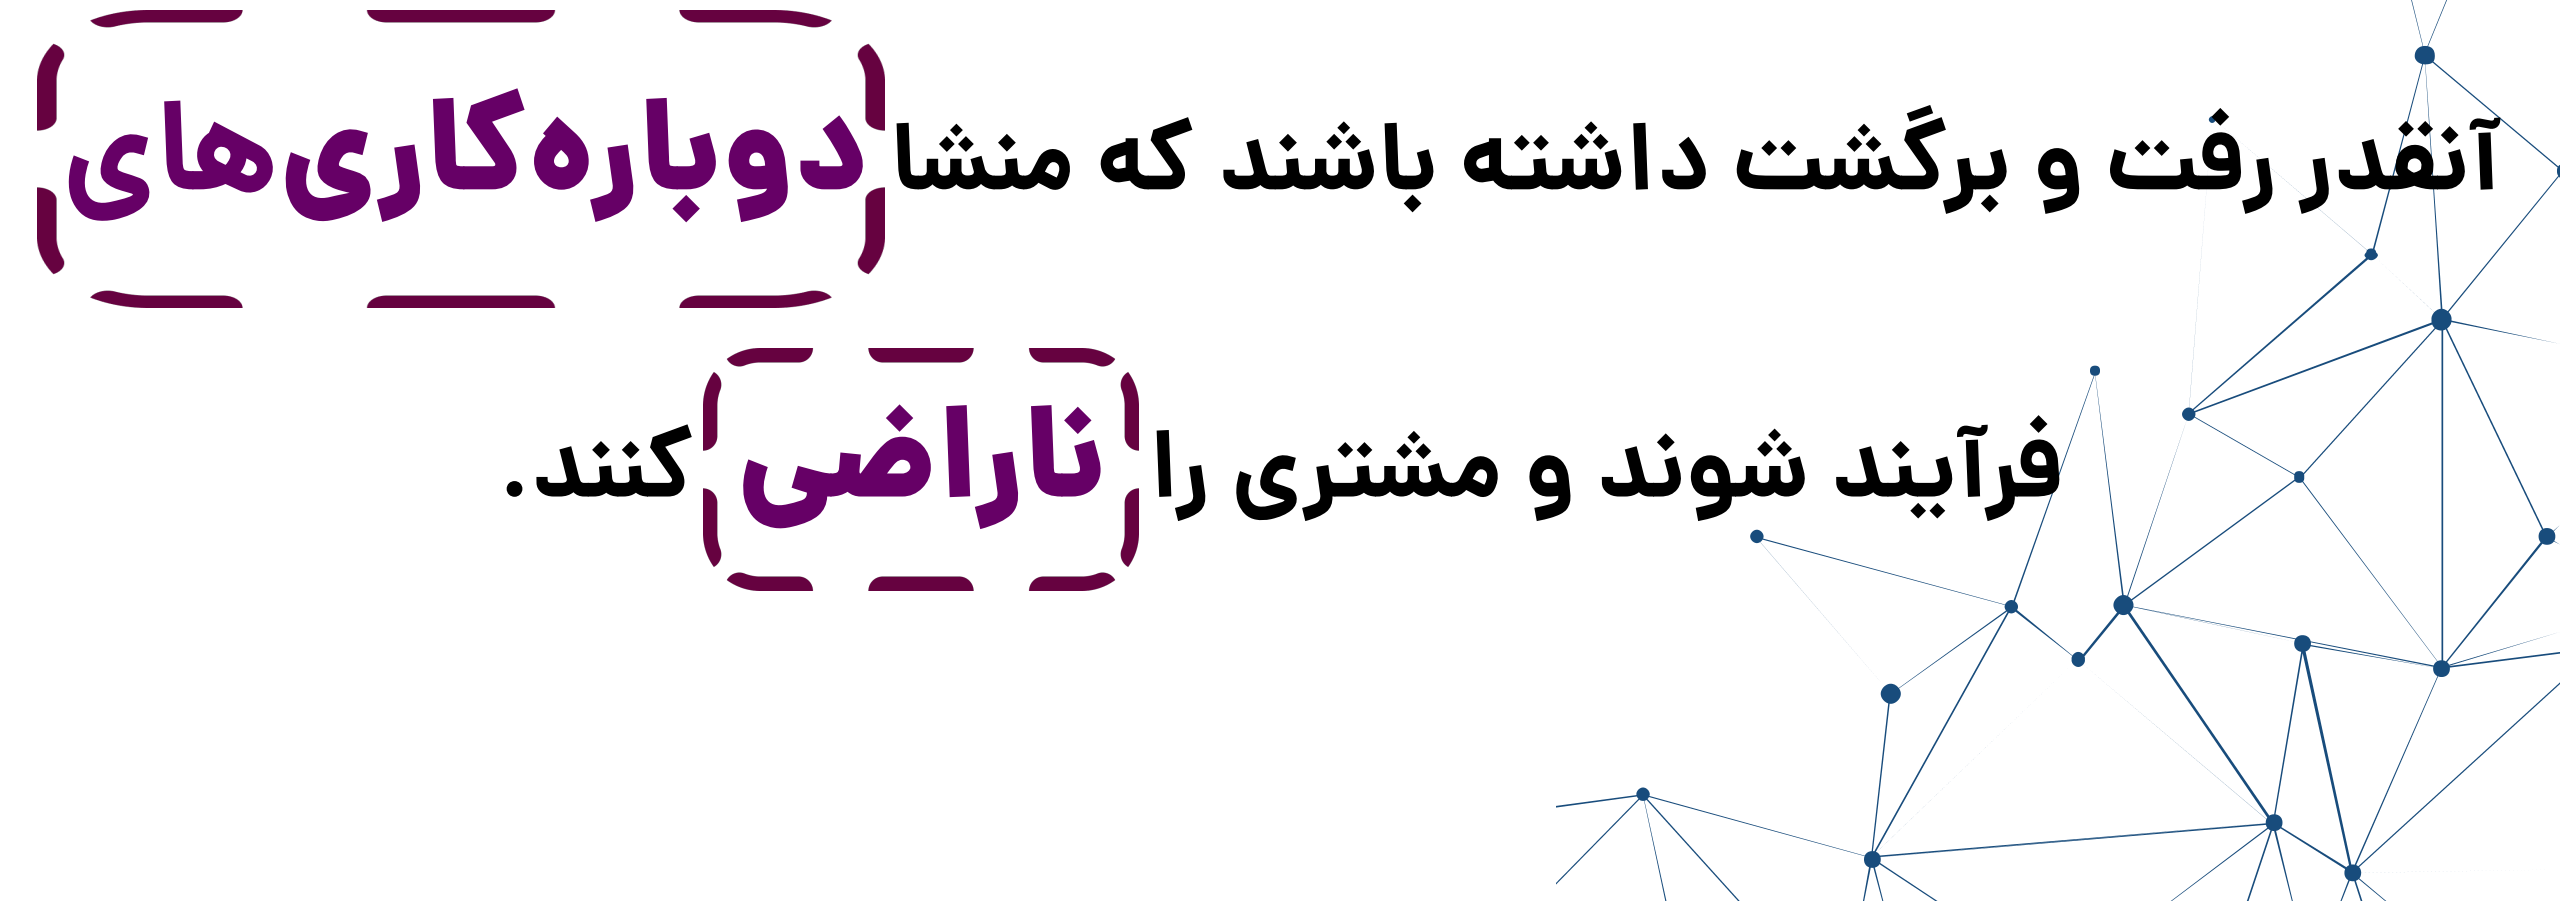 آنقدر رفت و برگشت داشته باشند که منشا دوباره‌کاری‌های
فرآیند شوند و مشتری را ناراضی کنند.